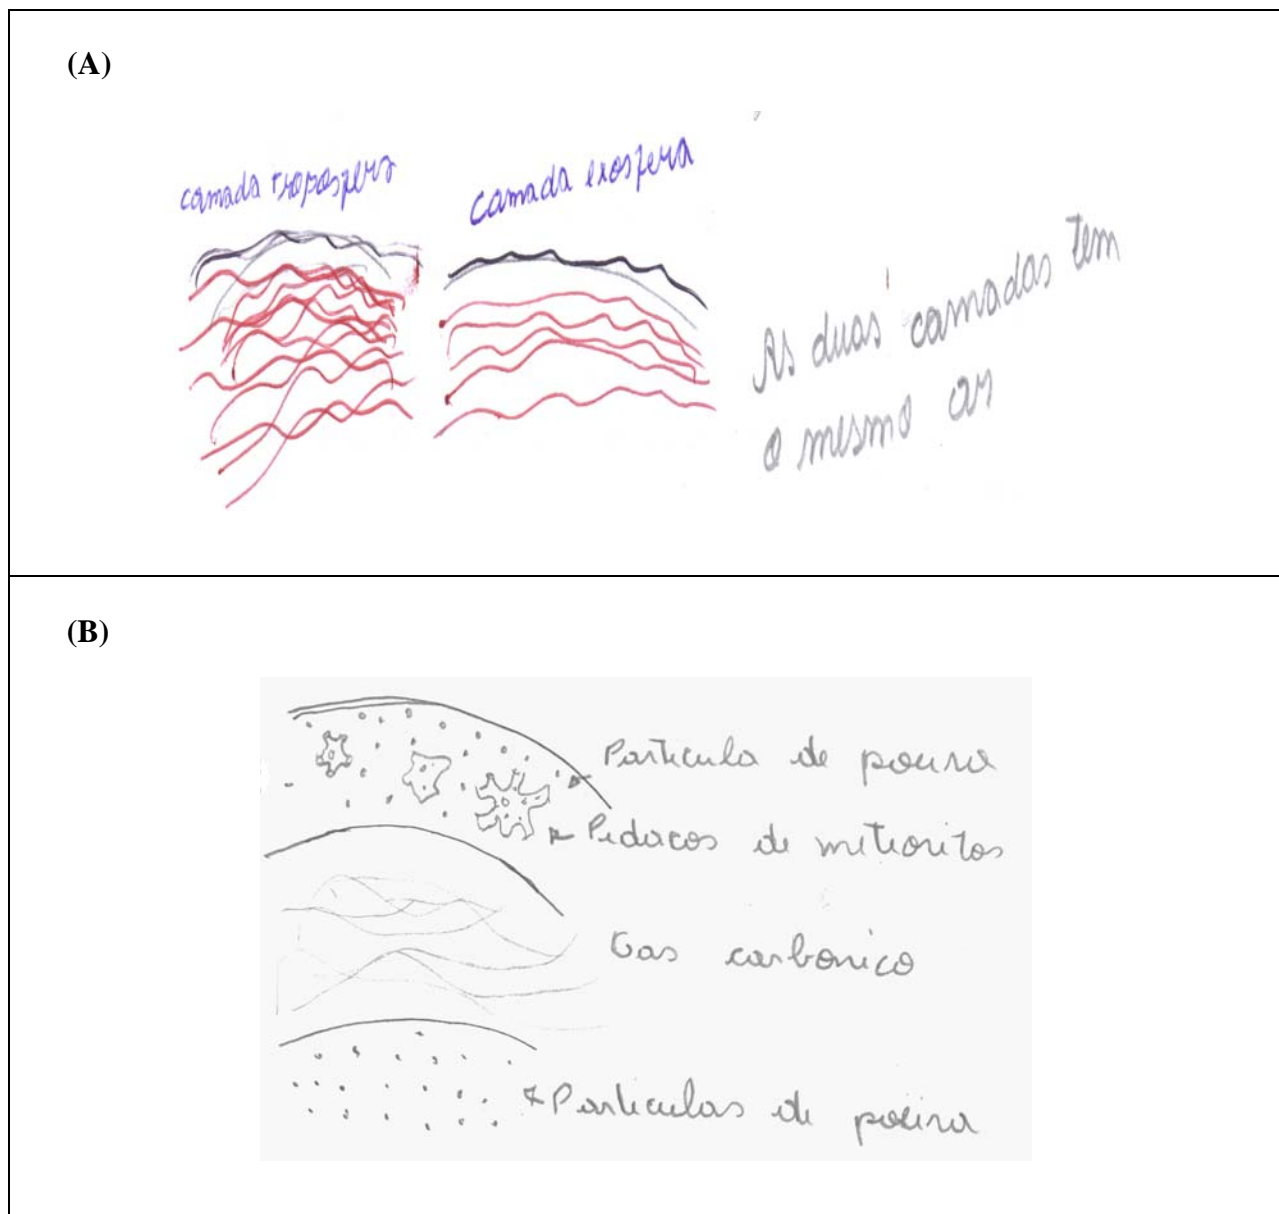 (A)
camada troposfera
camada exosfera
As duas camadas tem
o mesmo ar
(B)
Particula de poeira
Pedacos de meteoritos
Gas carbonico
Particulas de poeira